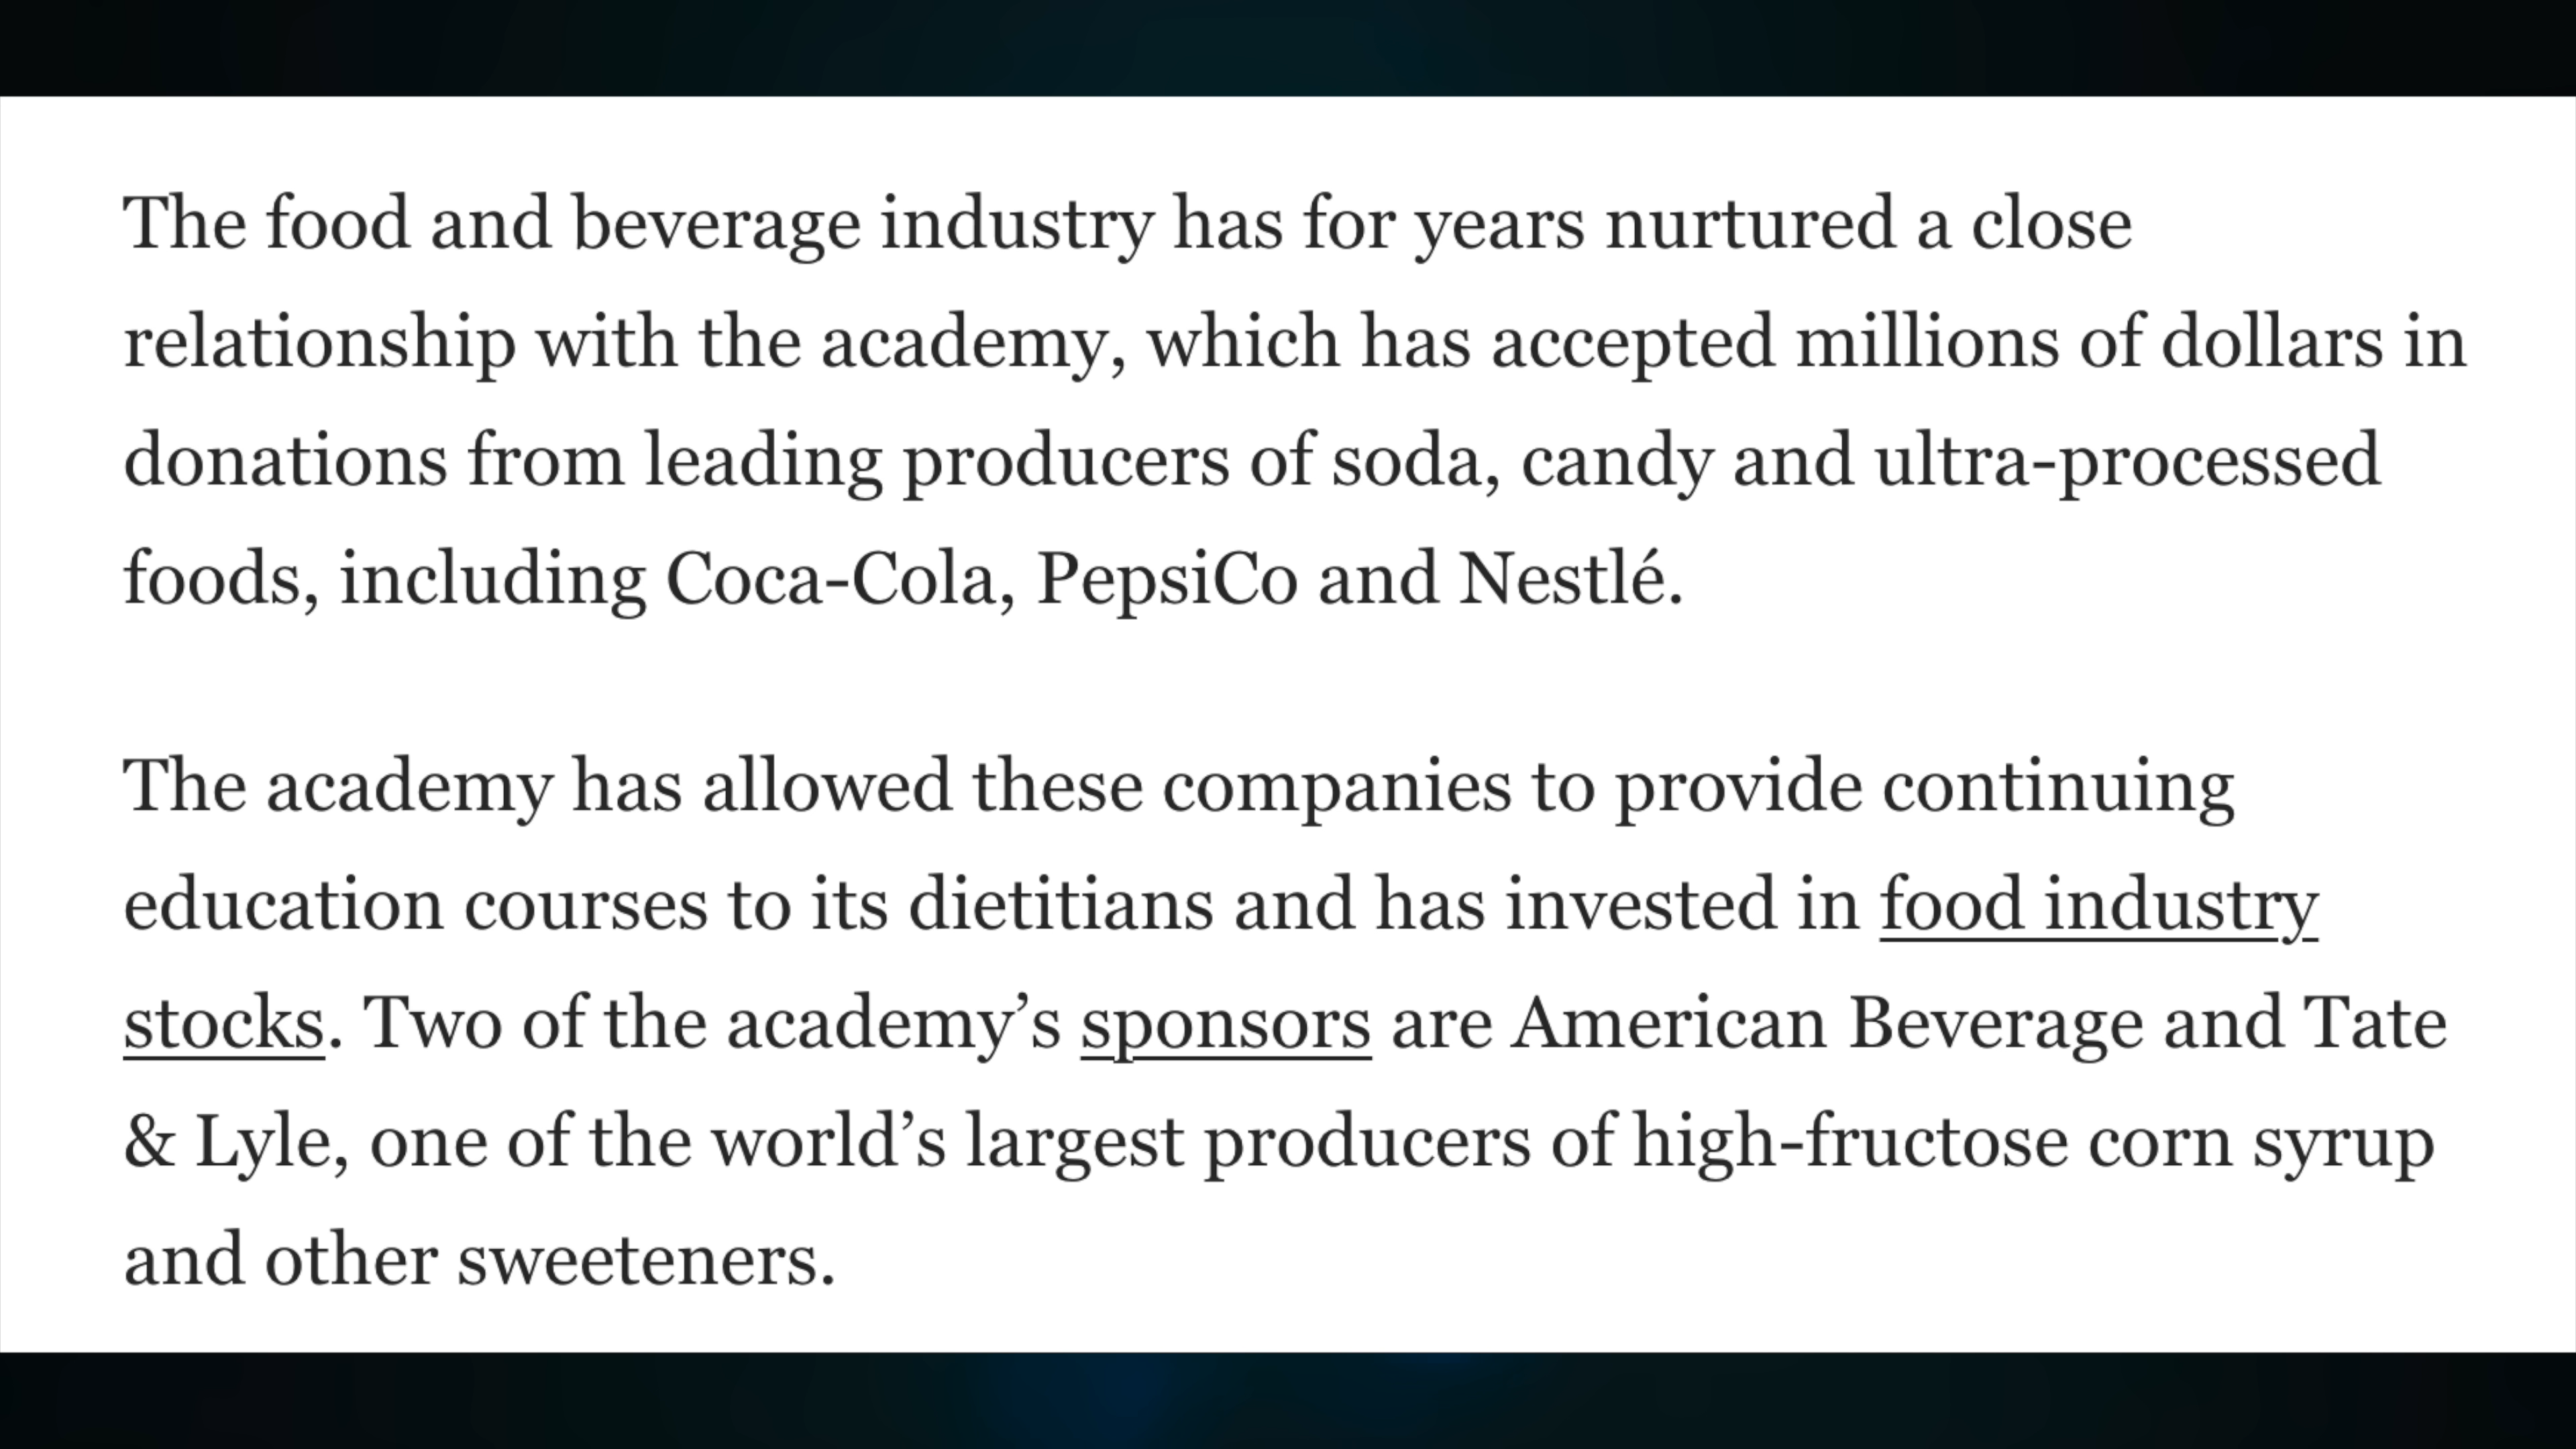 The food and beverage industry has for years nurtured a close
relationship with the academy, which has accepted millions of dollars in
donations from leading producers of soda, candy and ultra-processed
foods, including Coca-Cola, PepsiCo and Nestlé.
The academy has allowed these companies to provide continuing
education courses to its dietitians and has invested in food industry
stocks. Two of the academy’s sponsors are American Beverage and Tate
& Lyle, one of the world’s largest producers of high-fructose corn syrup
and other sweeteners.